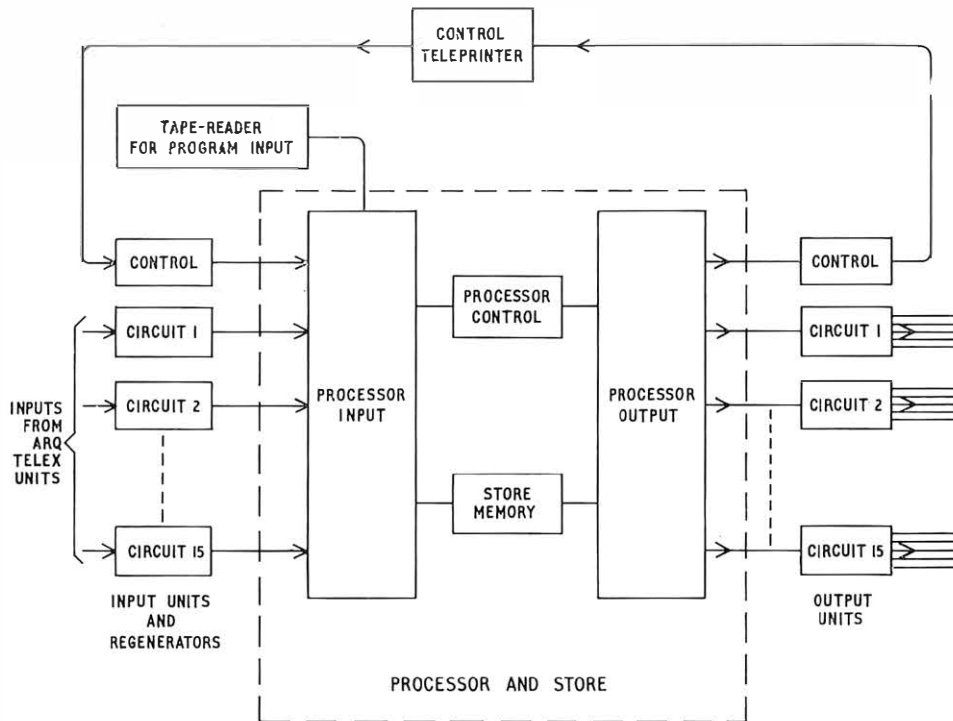 CONTROL
TELEPRINTER
TAPE-READER
FOR PROGRAM INPUT
CONTROL
CIRCUIT 1
CIRCUIT 2
CIRCUIT 15
INPUTS
FROM
ARQ
TELEX
UNITS
INPUT UNITS
AND
REGENERATORS
PROCESSOR
INPUT
PROCESSOR
CONTROL
STORE
MEMORY
PROCESSOR
OUTPUT
CONTROL
CIRCUIT 1
CIRCUIT 2
CIRCUIT 15
OUTPUT
UNITS
PROCESSOR AND STORE